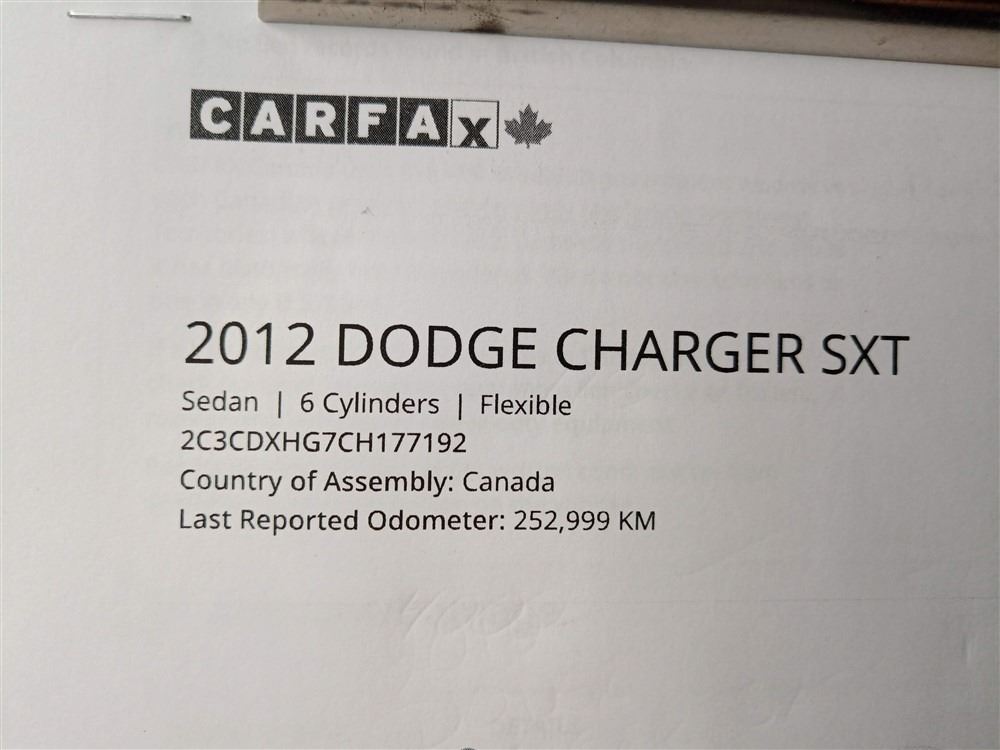 CARFAX
2012 DODGE CHARGER SXT
Sedan | 6 Cylinders | Flexible
2C3CDXHG7CH177192
Country of Assembly: Canada
Last Reported Odometer: 252,999 KM